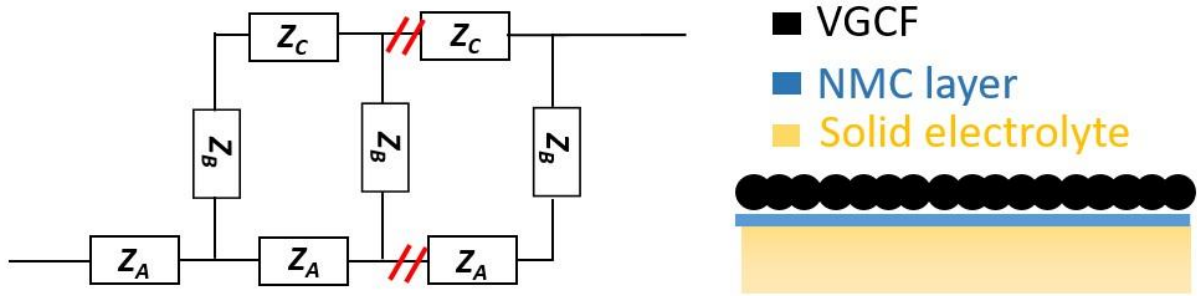 Z_C
Z_C
Z_B
Z_B
Z_B
Z_A
Z_A
Z_A
VGCF
NMC layer
Solid electrolyte